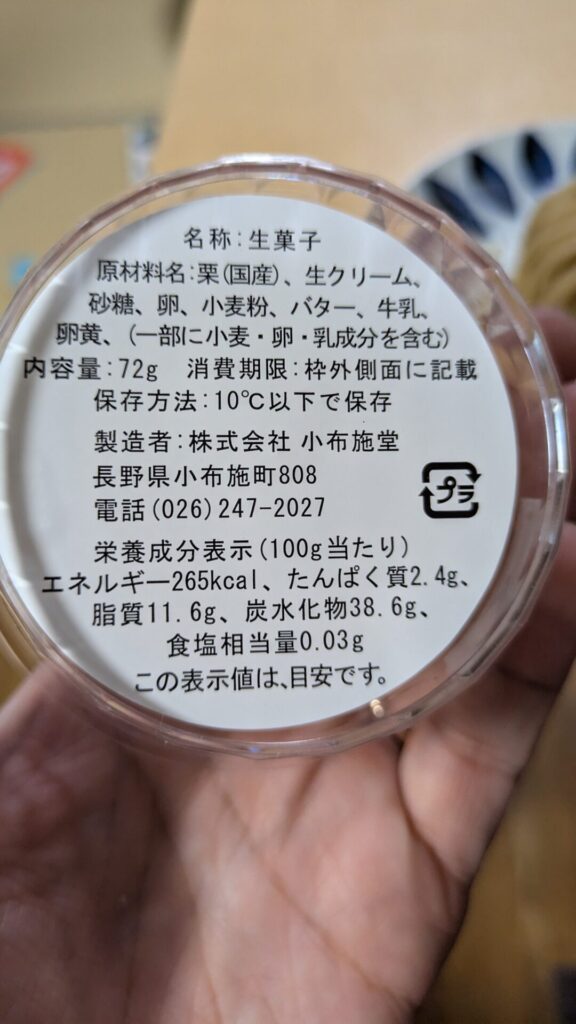 名称:生菓子
原材料名:栗(国産)、生クリーム、
砂糖、卵、小麦粉、バター、牛乳、
卵黄、(一部に小麦・卵・乳成分を含む)
内容量:72g 消費期限:枠外側面に記載
保存方法:10℃以下で保存
製造者:株式会社 小布施堂
長野県小布施町808
電話(026)247-2027
プラ
栄養成分表示(100g当たり)
エネルギー265kcal、たんぱく質2.4g、
脂質11.6g、炭水化物38.6g、
食塩相当量0.03g
この表示値は、目安です。